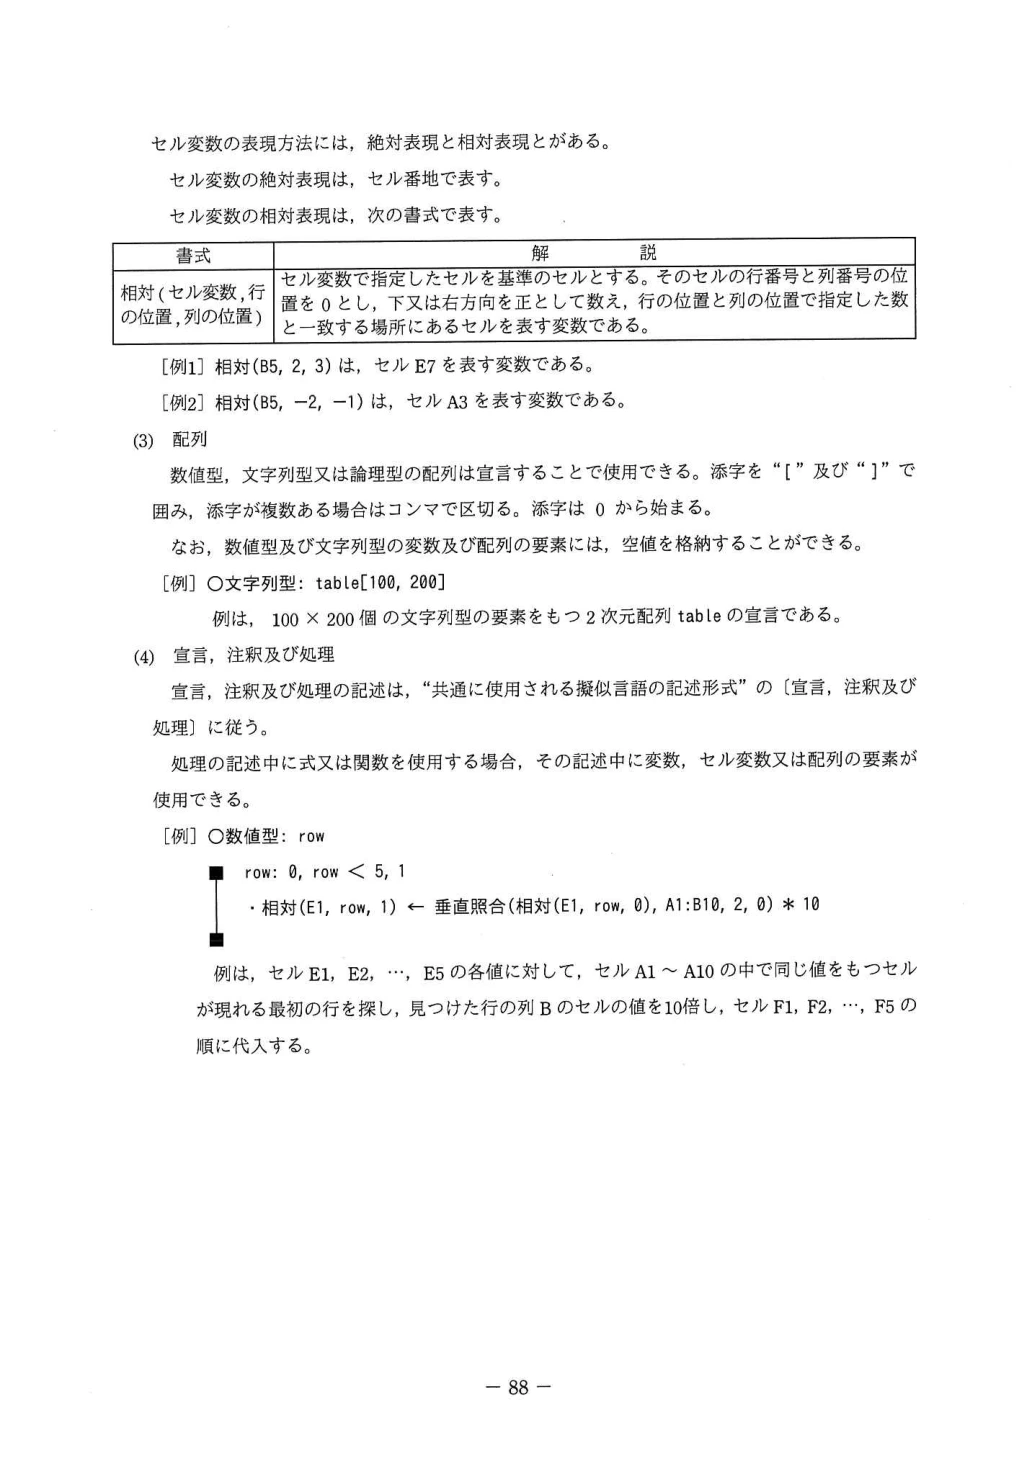 セル変数の表現方法には，絶対表現と相対表現とがある。
セル変数の絶対表現は，セル番地で表す。
セル変数の相対表現は，次の書式で表す。
書式 解 説
相対(セル変数,行の位置,列の位置)
セル変数で指定したセルを基準のセルとする。そのセルの行番号と列番号の位
置を 0 とし，下又は右方向を正として数え，行の位置と列の位置で指定した数
と一致する場所にあるセルを表す変数である。
［例1］相対(B5, 2, 3) は，セル E7 を表す変数である。
［例2］相対(B5, −2, −1) は，セル A3 を表す変数である。
(3) 配列
数値型，文字列型又は論理型の配列は宣言することで使用できる。添字を“[”及び“]”で
囲み，添字が複数ある場合はコンマで区切る。添字は 0 から始まる。
なお，数値型及び文字列型の変数及び配列の要素には，空値を格納することができる。
［例］〇文字列型: table[100, 200]
例は， 100 × 200 個 の文字列型の要素をもつ 2 次元配列 table の宣言である。
(4) 宣言，注釈及び処理
宣言，注釈及び処理の記述は，“共通に使用される擬似言語の記述形式”の〔宣言，注釈及び
処理〕に従う。
処理の記述中に式又は関数を使用する場合，その記述中に変数，セル変数又は配列の要素が
使用できる。
［例］〇数値型: row
■ row: 0, row ＜ 5, 1
・相対(E1, row, 1) ← 垂直照合(相対(E1, row, 0), A1:B10, 2, 0) * 10
■
例は，セル E1，E2，…，E5 の各値に対して，セル A1 〜 A10 の中で同じ値をもつセル
が現れる最初の行を探し，見つけた行の列 B のセルの値を10倍し，セル F1，F2，…，F5 の
順に代入する。
－ 88 －